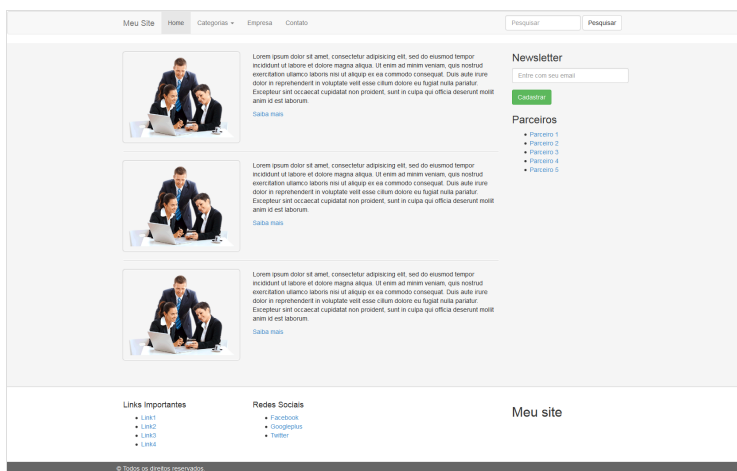 Meu Site Home Categorias Empresa Contato Pesquisar Pesquisar
Lorem ipsum dolor sit amet, consectetur adipisicing elit, sed do eiusmod tempor
incididunt ut labore et dolore magna aliqua. Ut enim ad minim veniam, quis nostrud
exercitation ullamco laboris nisi ut aliquip ex ea commodo consequat. Duis aute irure
dolor in reprehenderit in voluptate velit esse cillum dolore eu fugiat nulla pariatur.
Excepteur sint occaecat cupidatat non proident, sunt in culpa qui officia deserunt mollit
anim id est laborum.
Saiba mais
Lorem ipsum dolor sit amet, consectetur adipisicing elit, sed do eiusmod tempor
incididunt ut labore et dolore magna aliqua. Ut enim ad minim veniam, quis nostrud
exercitation ullamco laboris nisi ut aliquip ex ea commodo consequat. Duis aute irure
dolor in reprehenderit in voluptate velit esse cillum dolore eu fugiat nulla pariatur.
Excepteur sint occaecat cupidatat non proident, sunt in culpa qui officia deserunt mollit
anim id est laborum.
Saiba mais
Lorem ipsum dolor sit amet, consectetur adipisicing elit, sed do eiusmod tempor
incididunt ut labore et dolore magna aliqua. Ut enim ad minim veniam, quis nostrud
exercitation ullamco laboris nisi ut aliquip ex ea commodo consequat. Duis aute irure
dolor in reprehenderit in voluptate velit esse cillum dolore eu fugiat nulla pariatur.
Excepteur sint occaecat cupidatat non proident, sunt in culpa qui officia deserunt mollit
anim id est laborum.
Saiba mais
Newsletter
Entre com seu email
Cadastrar
Parceiros
Parceiro 1
Parceiro 2
Parceiro 3
Parceiro 4
Parceiro 5
Links Importantes
Link1
Link2
Link3
Link4
Redes Sociais
Facebook
Googleplus
Twitter
Meu site
© Todos os direitos reservados.